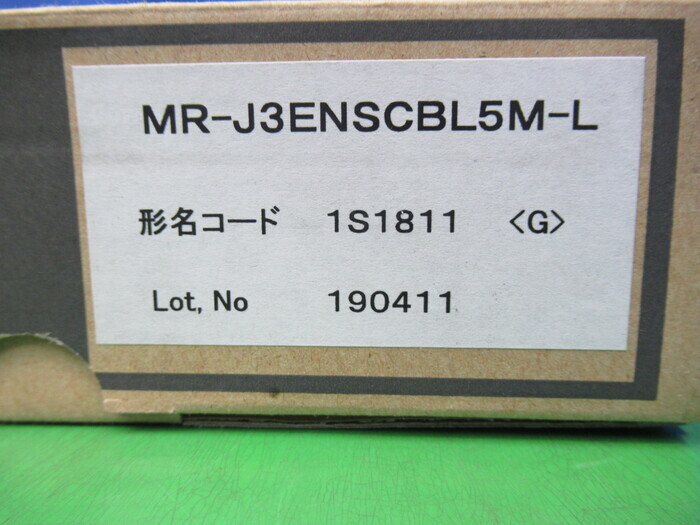 MR-J3ENSCBL5M-L
形名コード 1S1811 <G>
Lot, No 190411